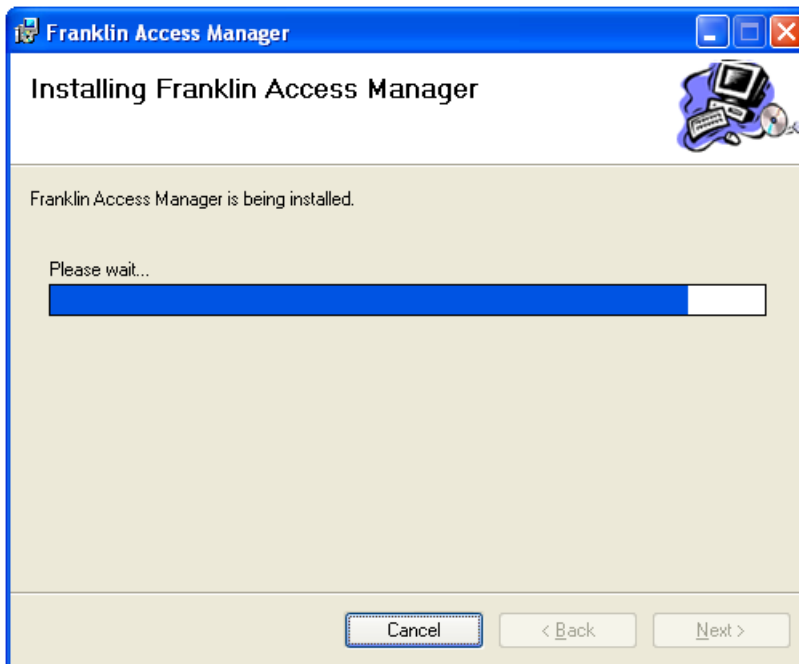 Franklin Access Manager
Installing Franklin Access Manager
Franklin Access Manager is being installed.
Please wait...
Cancel
< Back
Next >